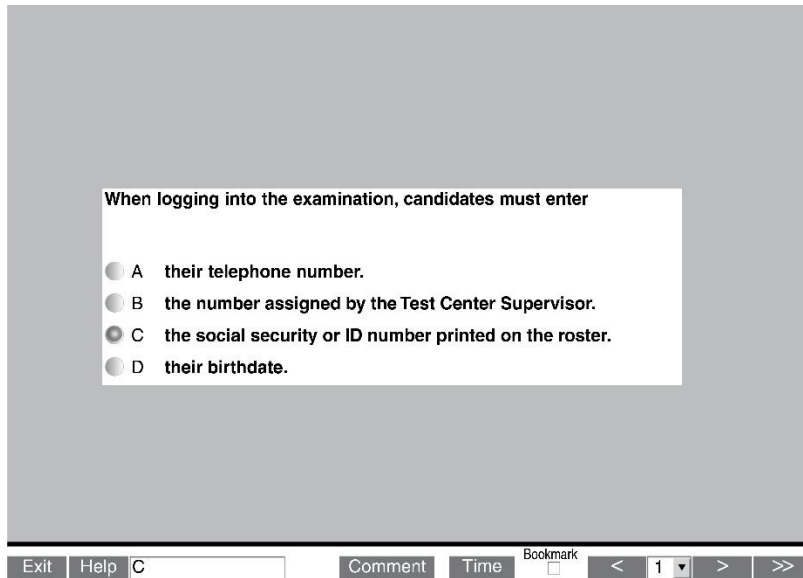 When logging into the examination, candidates must enter
A their telephone number.
B the number assigned by the Test Center Supervisor.
C the social security or ID number printed on the roster.
D their birthdate.
Bookmark
Exit Help C Comment Time < 1 > >>